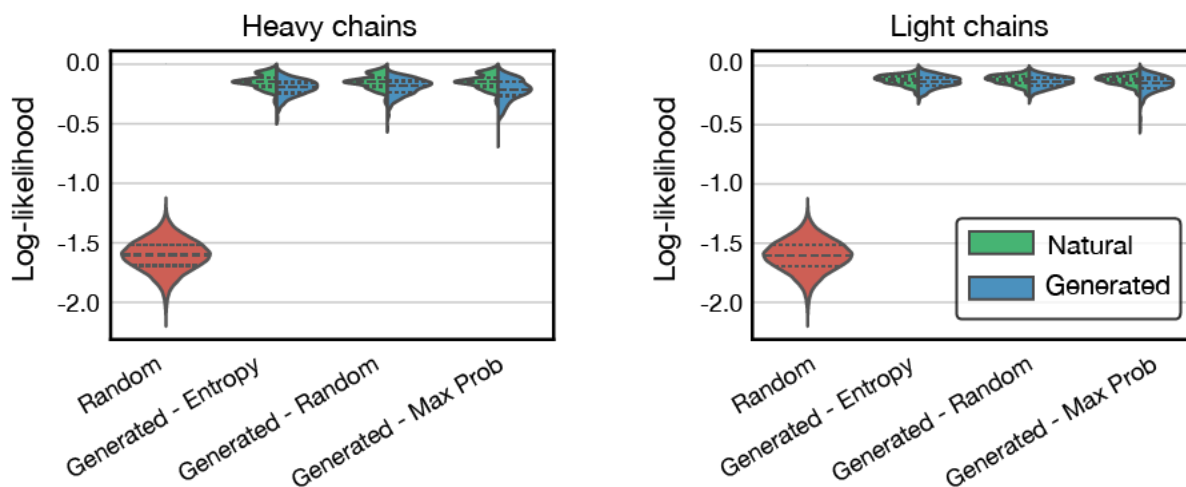 Heavy chains
Log-likelihood
0.0
-0.5
-1.0
-1.5
-2.0
Random
Generated - Entropy
Generated - Random
Generated - Max Prob
Light chains
Log-likelihood
0.0
-0.5
-1.0
-1.5
-2.0
Natural
Generated
Random
Generated - Entropy
Generated - Random
Generated - Max Prob